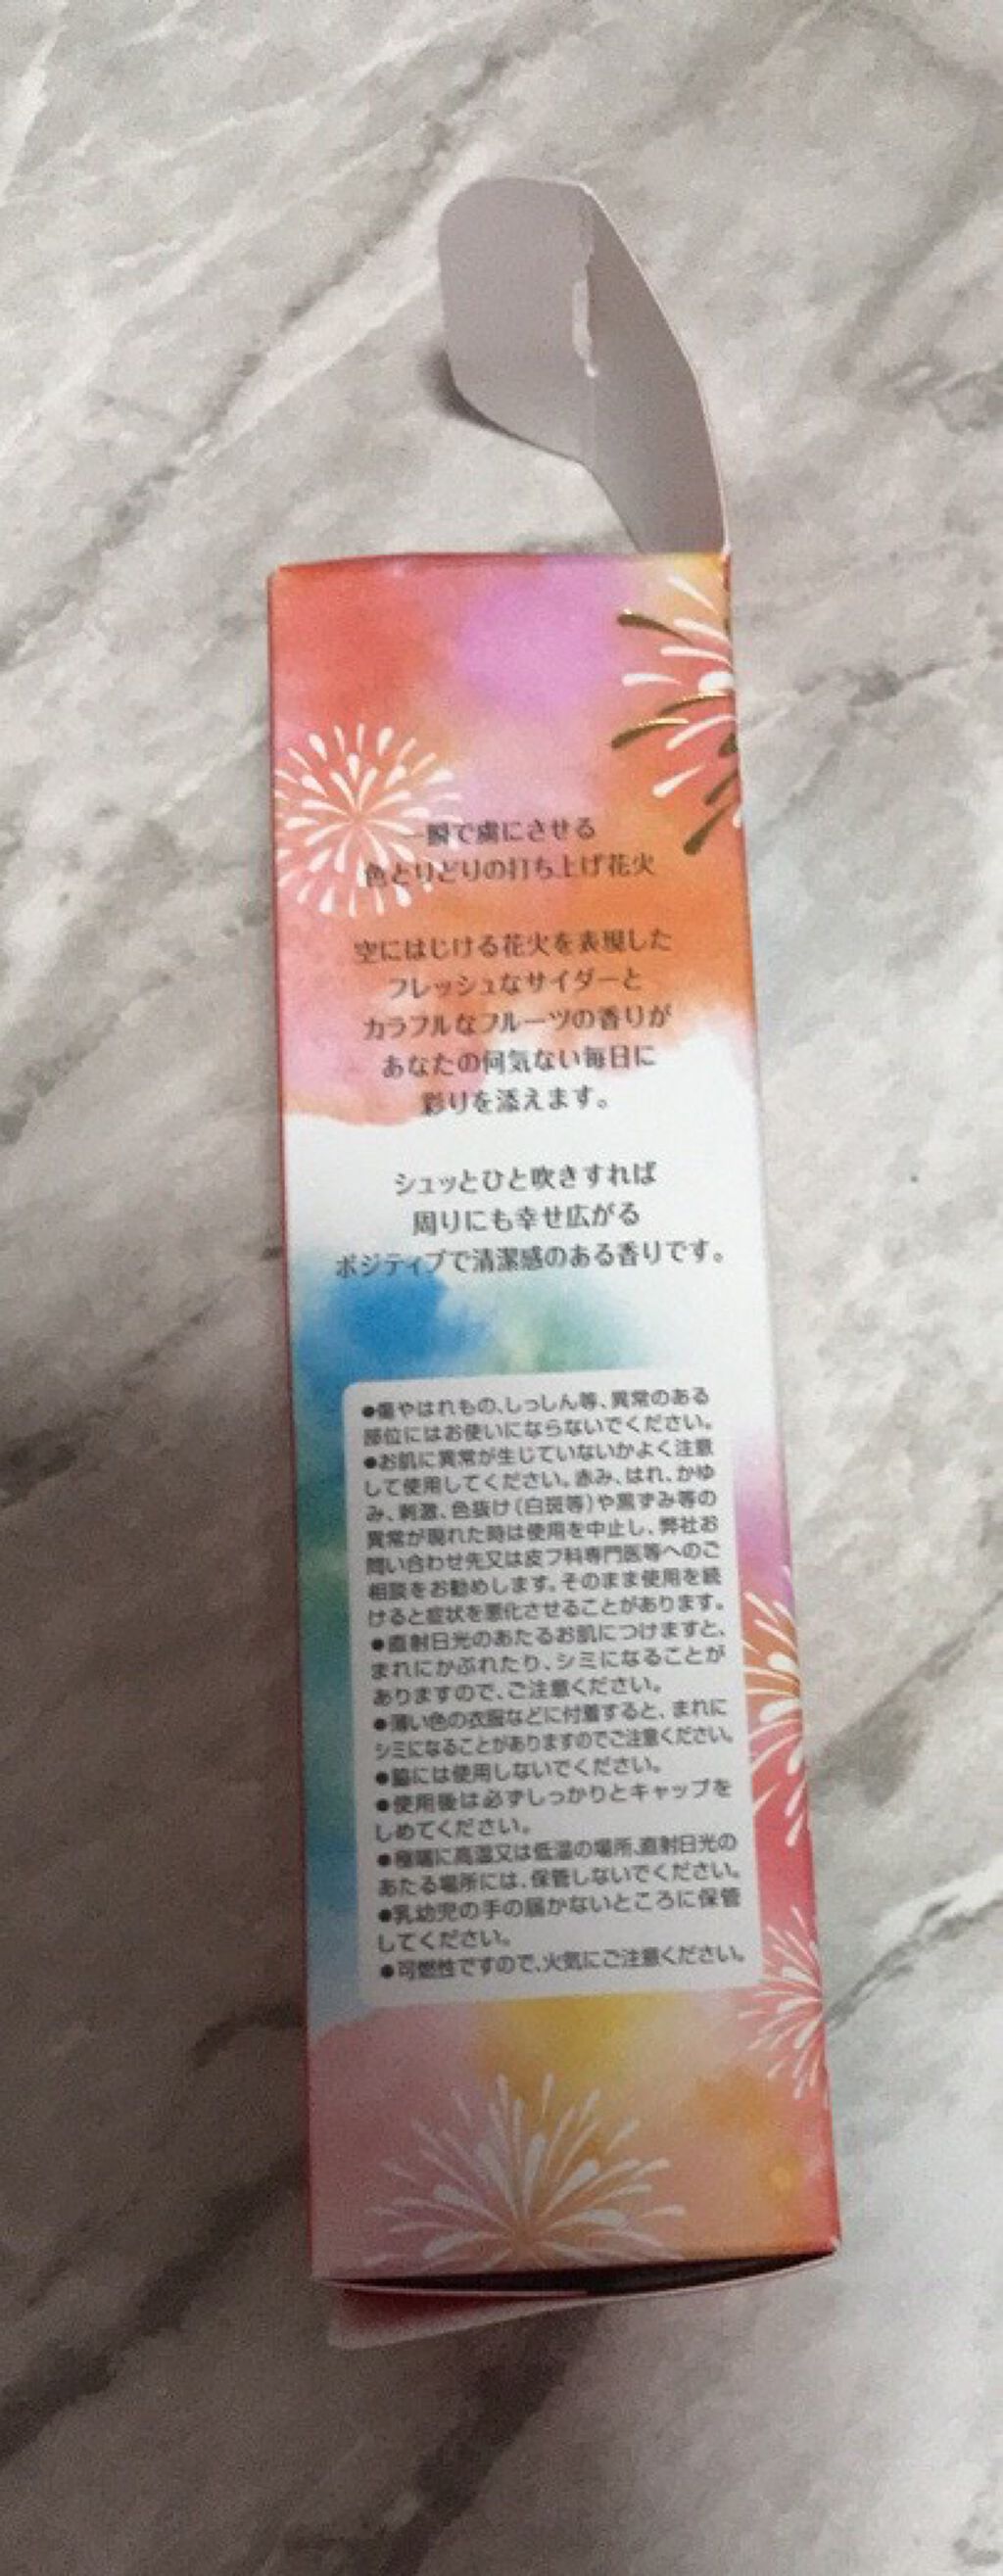 一瞬で虜にさせる
色とりどりの打ち上げ花火
空にはじける花火を表現した
フレッシュなサイダーと
カラフルなフルーツの香りが
あなたの何気ない毎日に
彩りを添えます。
シュッとひと吹きすれば
周りにも幸せ広がる
ポジティブで清潔感のある香りです。
●傷やはれもの、しっしん等、異常のある
部位にはお使いにならないでください。
●お肌に異常が生じていないかよく注意
して使用してください。赤み、はれ、かゆ
み、刺激、色抜け(白斑等)や黒ずみ等の
異常が現れた時は使用を中止し、弊社お
問い合わせ先又は皮フ科専門医等へのご
相談をお勧めします。そのまま使用を続
けると症状を悪化させることがあります。
●直射日光のあたるお肌につけますと、
まれにかぶれたり、シミになることが
ありますので、ご注意ください。
●薄い色の衣服などに付着すると、まれに
シミになることがありますのでご注意ください。
●脇には使用しないでください。
●使用後は必ずしっかりとキャップを
しめてください。
●極端に高温又は低温の場所、直射日光の
あたる場所には、保管しないでください。
●乳幼児の手の届かないところに保管
してください。
●可燃性ですので、火気にご注意ください。